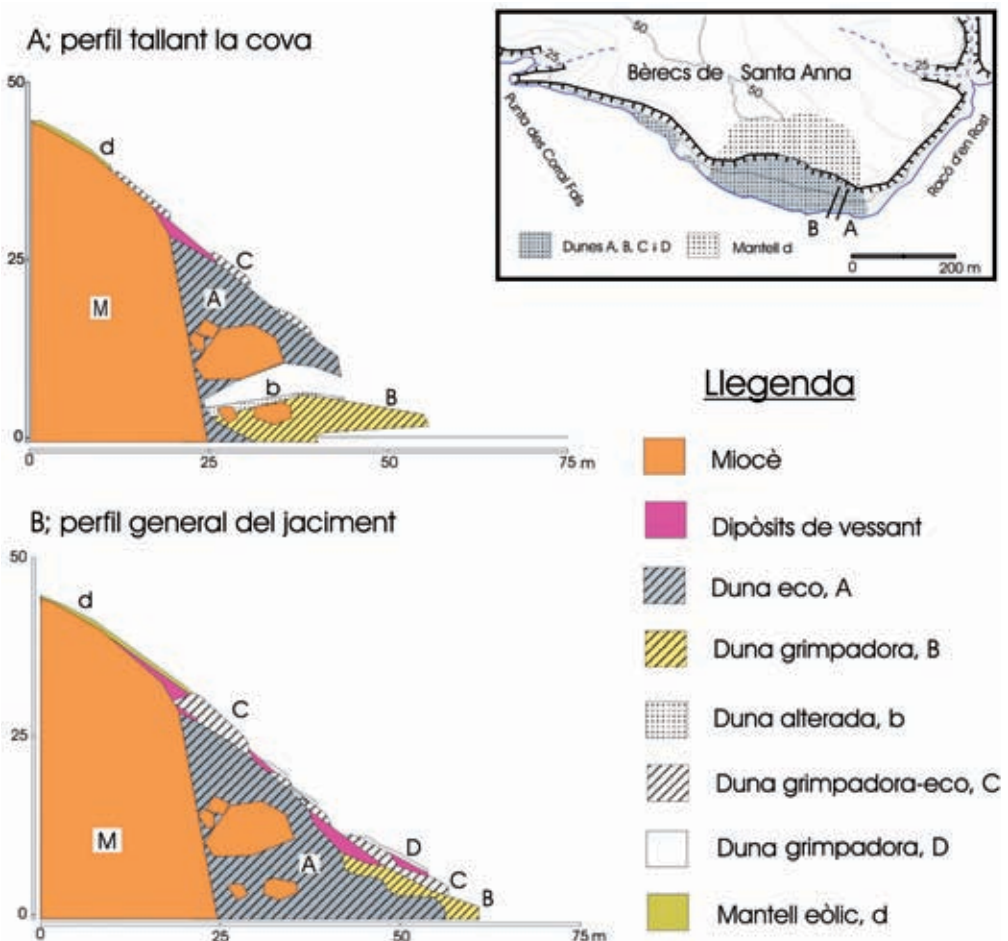 A; perfil tallant la cova
50
25
0
d
C
A
M
b
B
0
25
50
75 m
50
25
50
25
Bèrecs de Santa Anna
Punta des Corral Fals
Racó d'en Rost
B A
Dunes A, B, C i D
Mantell d
0
200 m
B; perfil general del jaciment
50
25
0
d
C
M
A
D
C
B
0
25
50
75 m
Llegenda
Miocè
Dipòsits de vessant
Duna eco, A
Duna grimpadora, B
Duna alterada, b
Duna grimpadora-eco, C
Duna grimpadora, D
Mantell eòlic, d